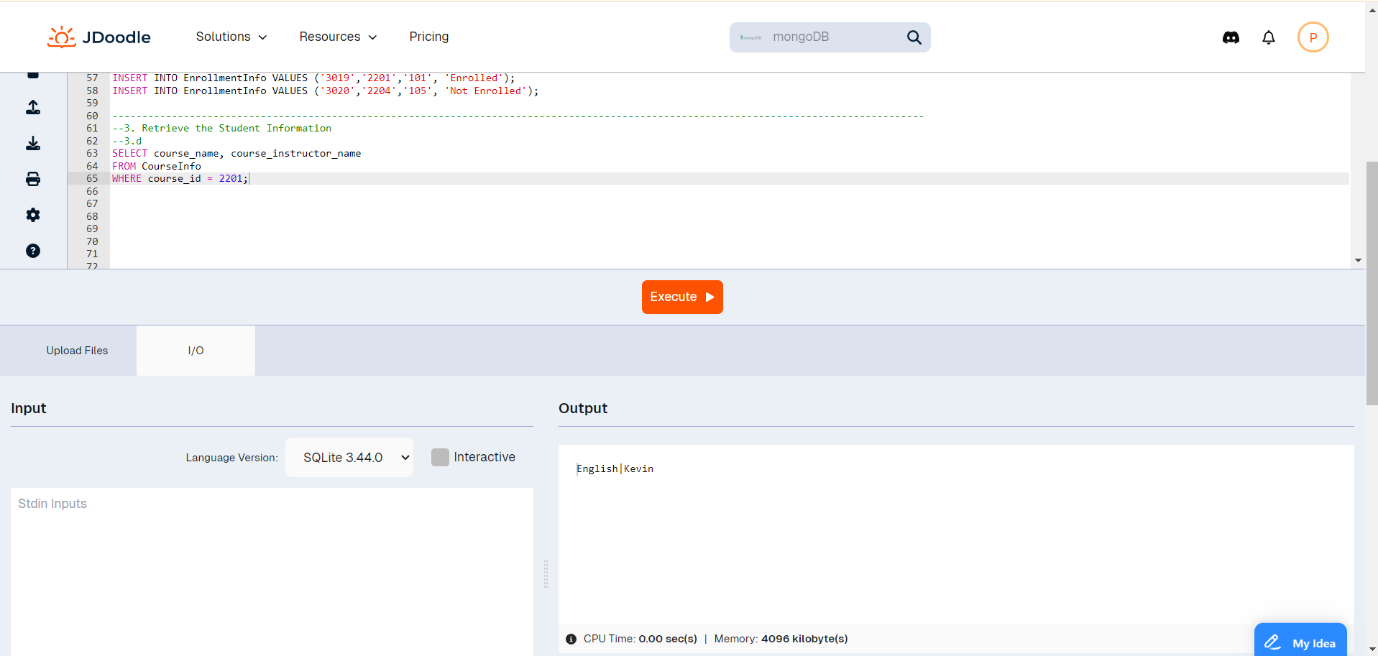 JDoodle
Solutions
Resources
Pricing
mongoDB
P
57 INSERT INTO EnrollmentInfo VALUES ('3019','2201','101', 'Enrolled');
58 INSERT INTO EnrollmentInfo VALUES ('3020','2204','105', 'Not Enrolled');
59
60 ----------------------------------------------------------------------------------------------------------------------------------------
61 --3. Retrieve the Student Information
62 --3.d
63 SELECT course_name, course_instructor_name
64 FROM CourseInfo
65 WHERE course_id = 2201;
66
67
68
69
70
71
72
Execute
Upload Files
I/O
Input
Output
Language Version:
SQLite 3.44.0
Interactive
English|Kevin
Stdin Inputs
CPU Time: 0.00 sec(s) | Memory: 4096 kilobyte(s)
My Idea